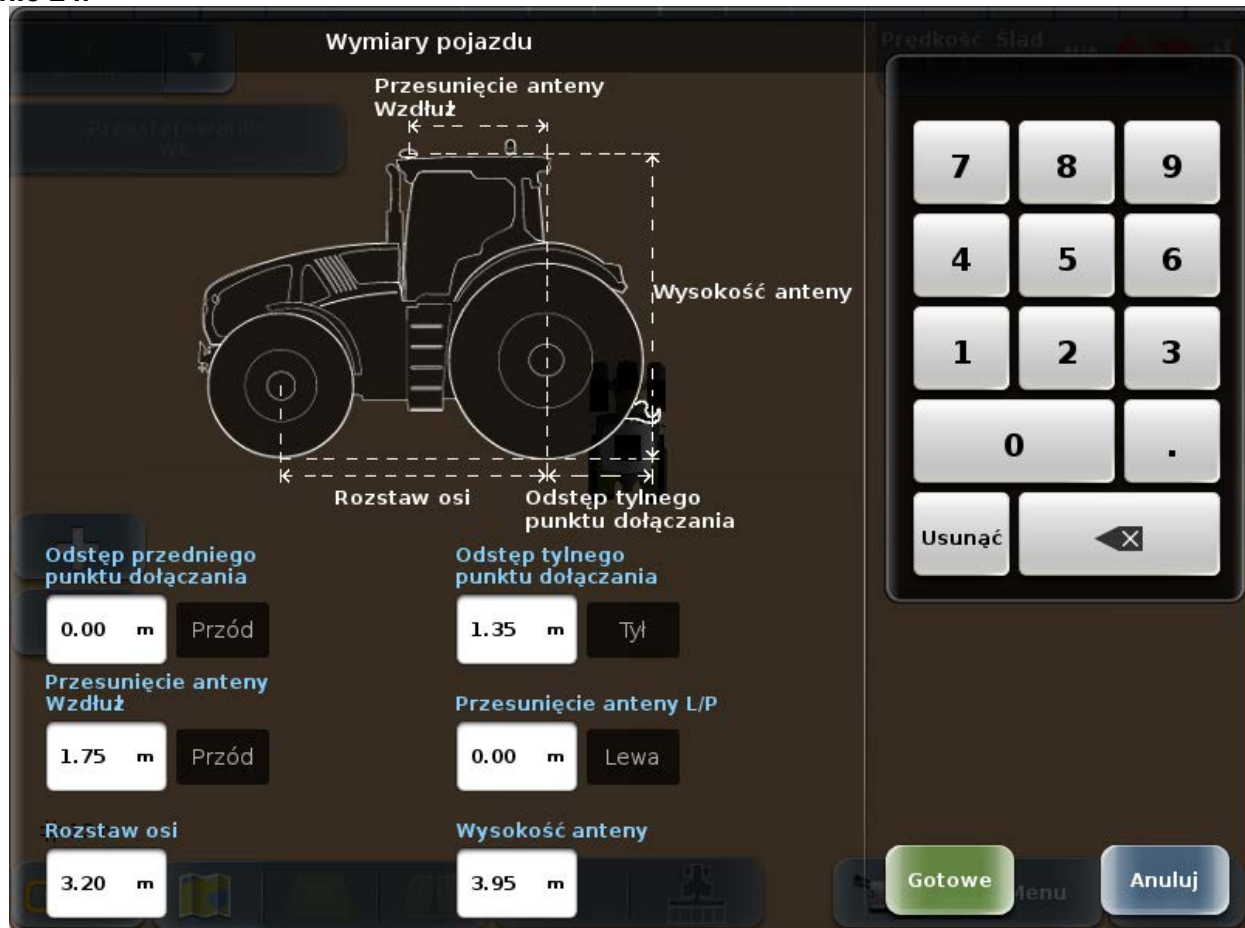 Wymiary pojazdu
Prędkość Ślad
Przesunięcie anteny
Wzdłuż
7 8 9
4 5 6
Wysokość anteny
1 2 3
0 .
Rozstaw osi
Odstęp tylnego
punktu dołączania
Usunąć
Odstęp przedniego
punktu dołączania
0.00 m Przód
Odstęp tylnego
punktu dołączania
1.35 m Tył
Przesunięcie anteny
Wzdłuż
1.75 m Przód
Przesunięcie anteny L/P
0.00 m Lewa
Rozstaw osi
3.20 m
Wysokość anteny
3.95 m
Gotowe
Menu
Anuluj